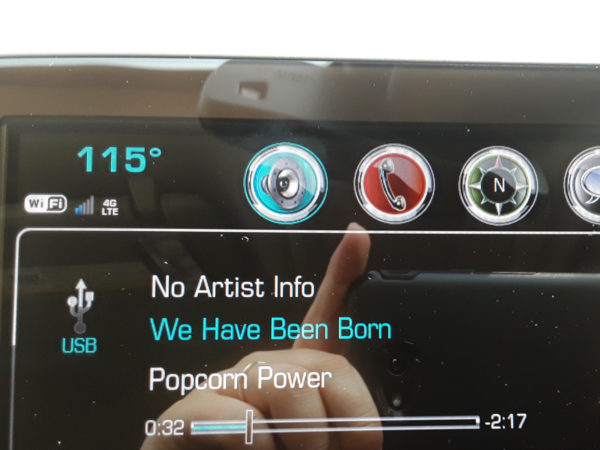 115°
WiFi 4G
LTE
N
No Artist Info
USB
We Have Been Born
Popcorn Power
0:32 -2:17